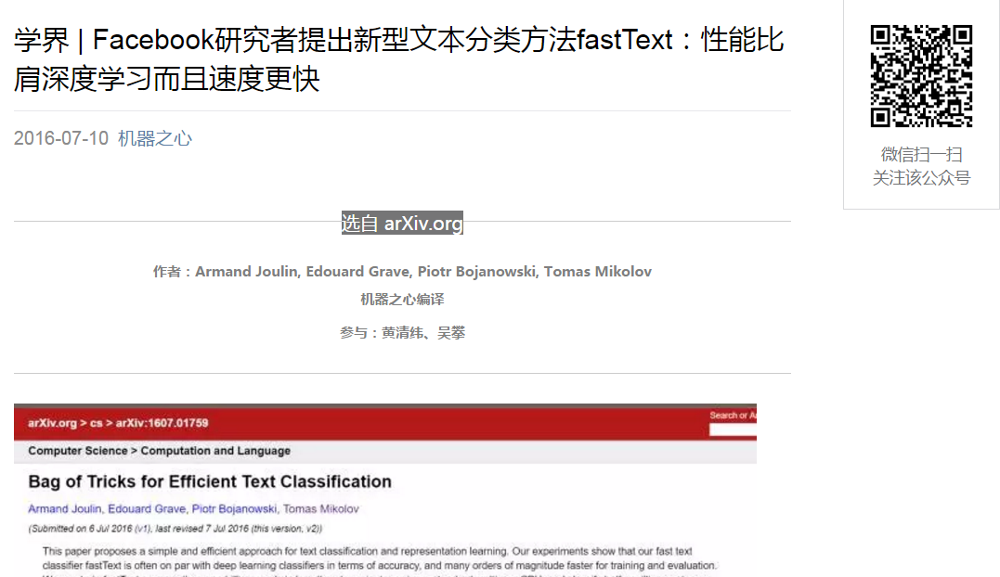 学界 | Facebook研究者提出新型文本分类方法fastText：性能比
肩深度学习而且速度更快
2016-07-10 机器之心
微信扫一扫
关注该公众号
选自 arXiv.org
作者：Armand Joulin, Edouard Grave, Piotr Bojanowski, Tomas Mikolov
机器之心编译
参与：黄清纬、吴攀
arXiv.org > cs > arXiv:1607.01759
Search or
Computer Science > Computation and Language
Bag of Tricks for Efficient Text Classification
Armand Joulin, Edouard Grave, Piotr Bojanowski, Tomas Mikolov
(Submitted on 6 Jul 2016 (v1), last revised 7 Jul 2016 (this version, v2))
This paper proposes a simple and efficient approach for text classification and representation learning. Our experiments show that our fast text
classifier fastText is often on par with deep learning classifiers in terms of accuracy, and many orders of magnitude faster for training and evaluation.